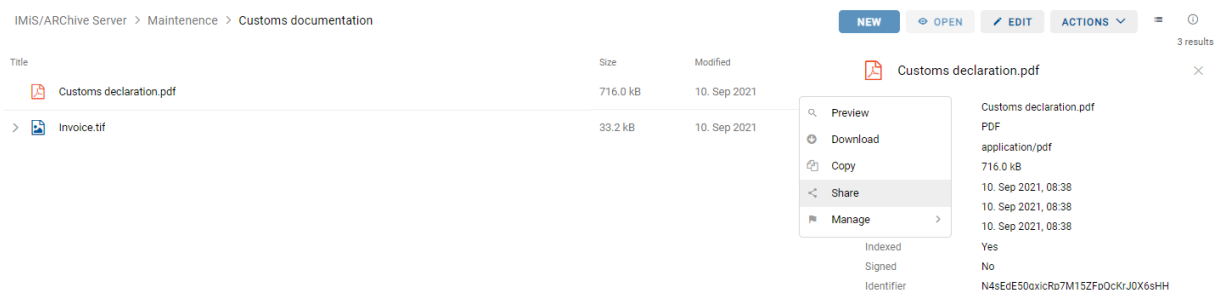 IMiS/ARChive Server > Maintenence > Customs documentation
NEW
OPEN
EDIT
ACTIONS
3 results
Title
Size
Modified
Customs declaration.pdf
716.0 kB
10. Sep 2021
Invoice.tif
33.2 kB
10. Sep 2021
Customs declaration.pdf
Preview
Download
Copy
Share
Manage
Customs declaration.pdf
PDF
application/pdf
716.0 kB
10. Sep 2021, 08:38
10. Sep 2021, 08:38
10. Sep 2021, 08:38
Indexed Yes
Signed No
Identifier